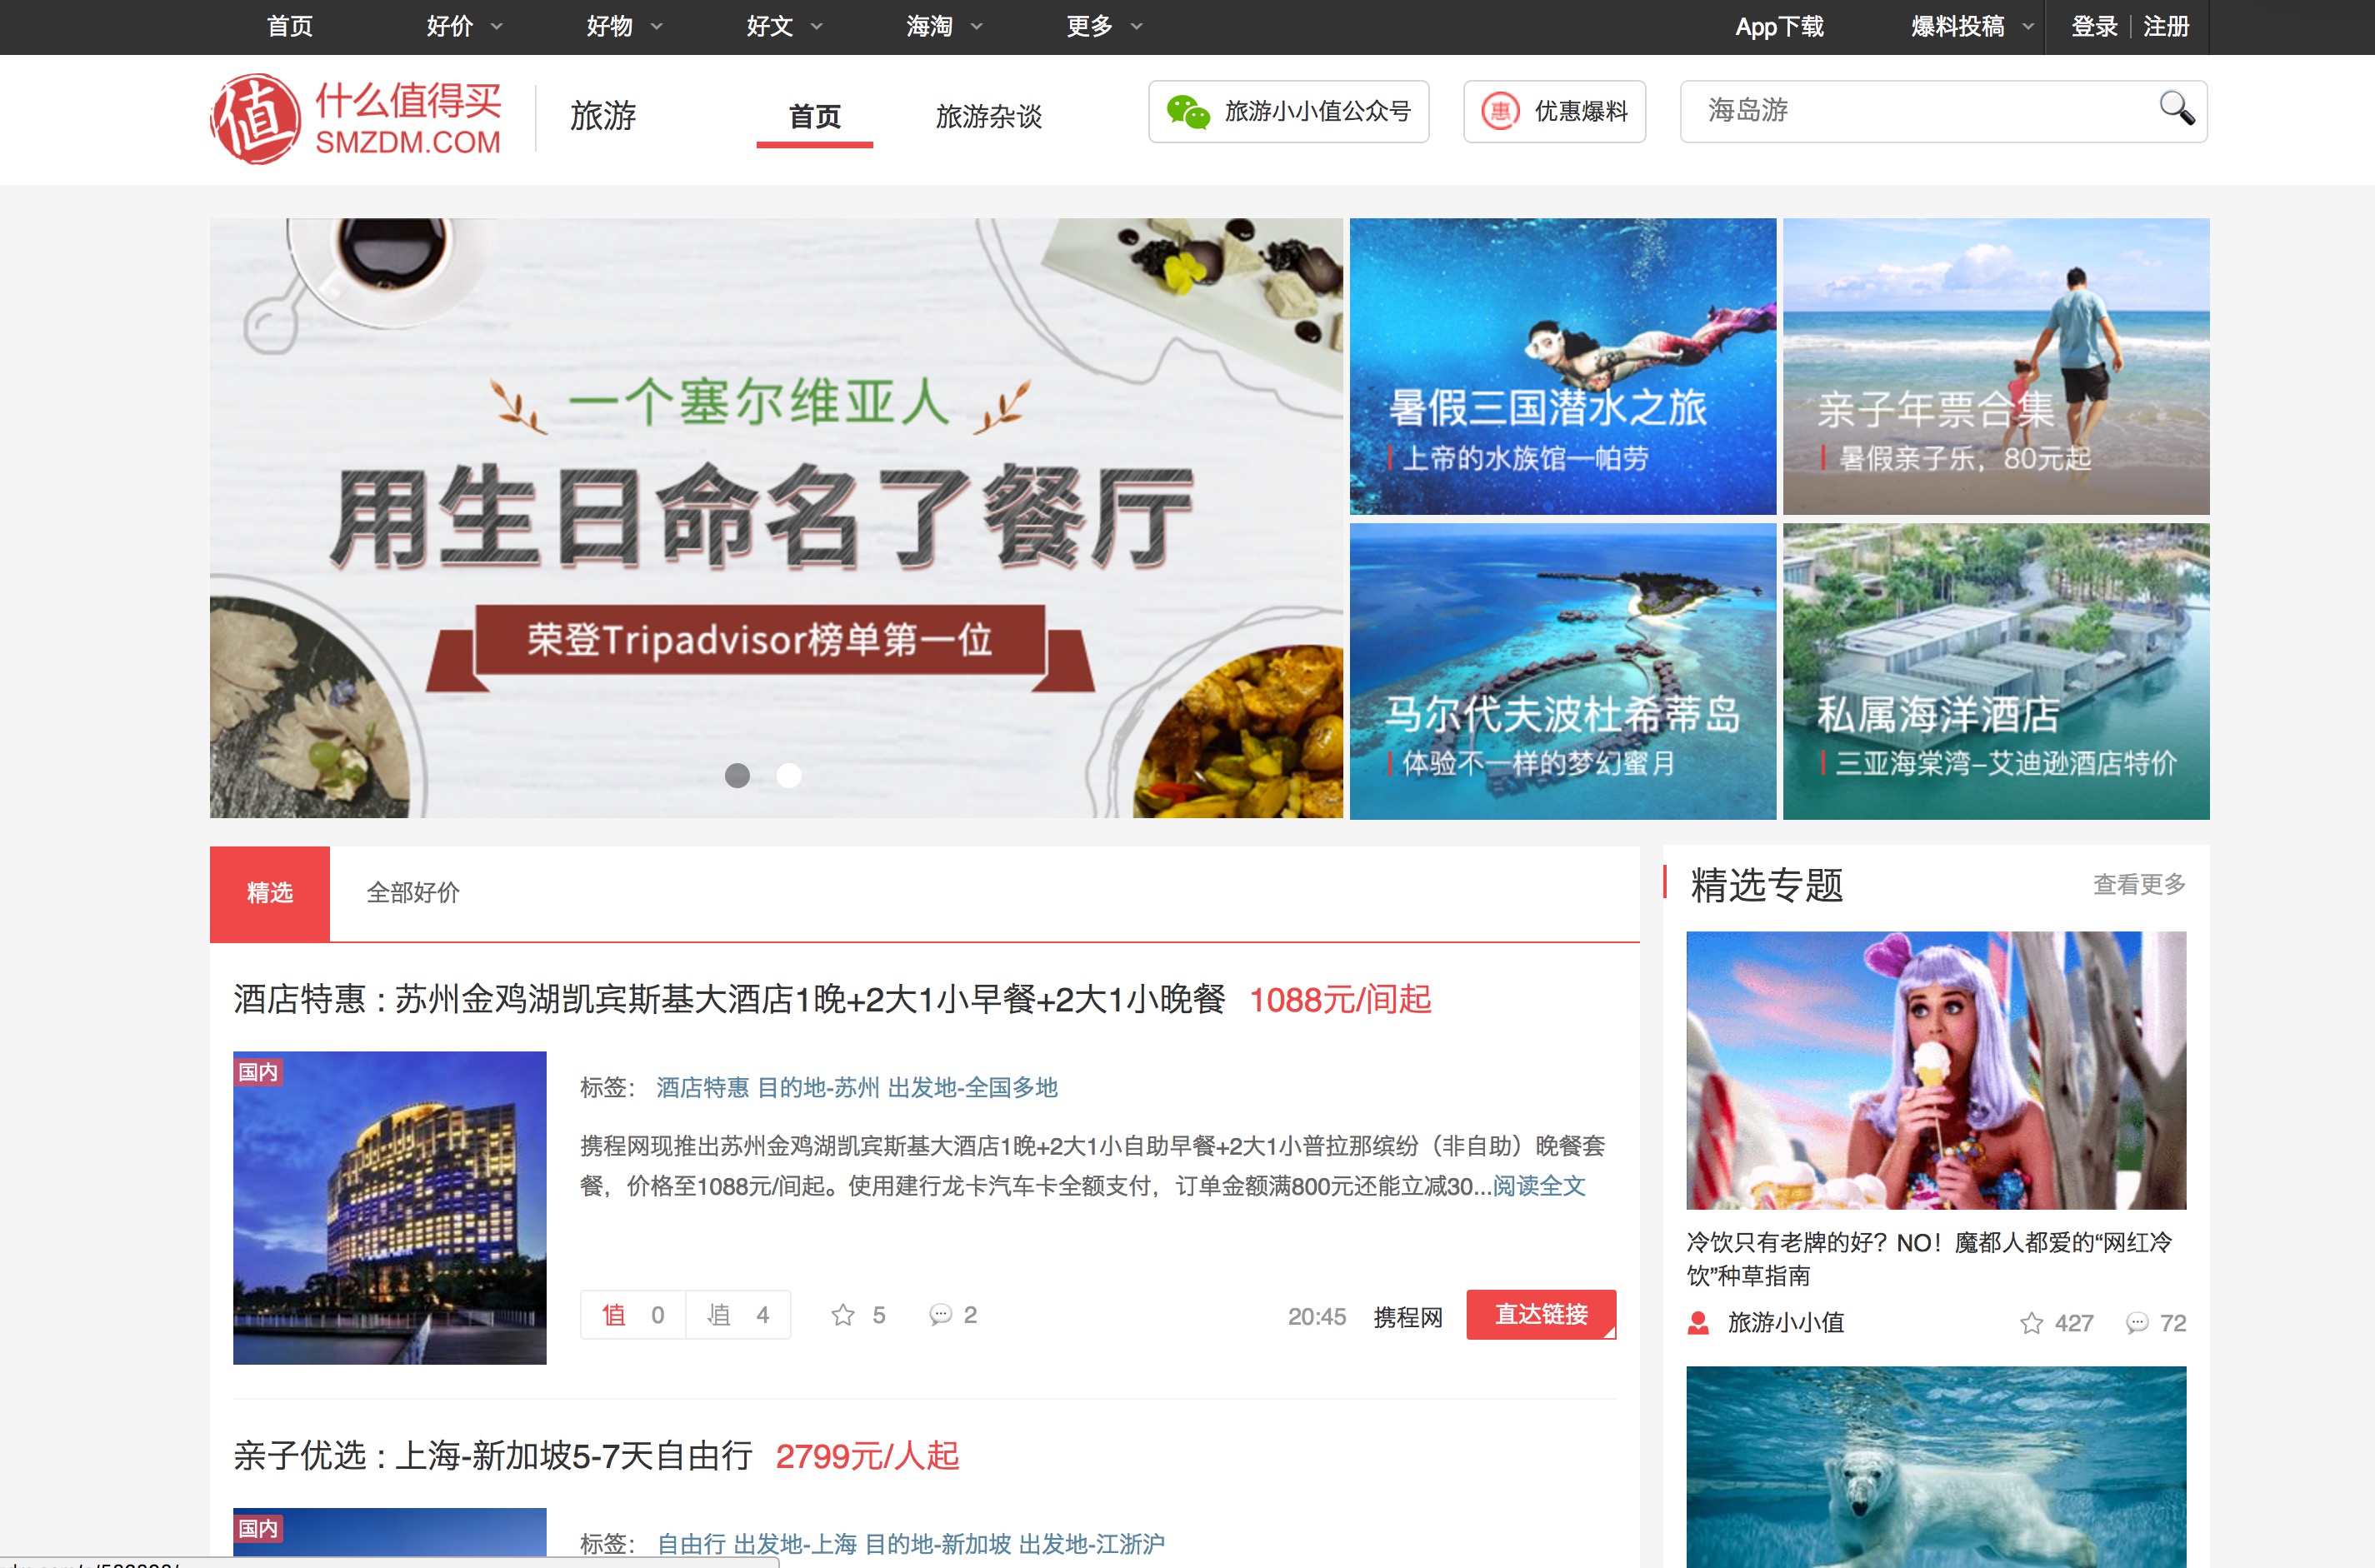 首页 好价 好物 好文 海淘 更多 App下载 爆料投稿 登录 注册
值 什么值得买
SMZDM.COM
旅游 首页 旅游杂谈 旅游小小值公众号 惠 优惠爆料 海岛游
一个塞尔维亚人
用生日命名了餐厅
荣登Tripadvisor榜单第一位
暑假三国潜水之旅
上帝的水族馆—帕劳
亲子年票合集
暑假亲子乐，80元起
马尔代夫波杜希蒂岛
体验不一样的梦幻蜜月
私属海洋酒店
三亚海棠湾-艾迪逊酒店特价
精选 全部好价
酒店特惠：苏州金鸡湖凯宾斯基大酒店1晚+2大1小早餐+2大1小晚餐 1088元/间起
国内
标签： 酒店特惠 目的地-苏州 出发地-全国多地
携程网现推出苏州金鸡湖凯宾斯基大酒店1晚+2大1小自助早餐+2大1小普拉那缤纷（非自助）晚餐套
餐，价格至1088元/间起。使用建行龙卡汽车卡全额支付，订单金额满800元还能立减30...阅读全文
值 0 值 4 5 2 20:45 携程网 直达链接
亲子优选：上海-新加坡5-7天自由行 2799元/人起
国内
标签： 自由行 出发地-上海 目的地-新加坡 出发地-江浙沪
精选专题 查看更多
冷饮只有老牌的好？NO！魔都人都爱的“网红冷
饮”种草指南
旅游小小值 427 72